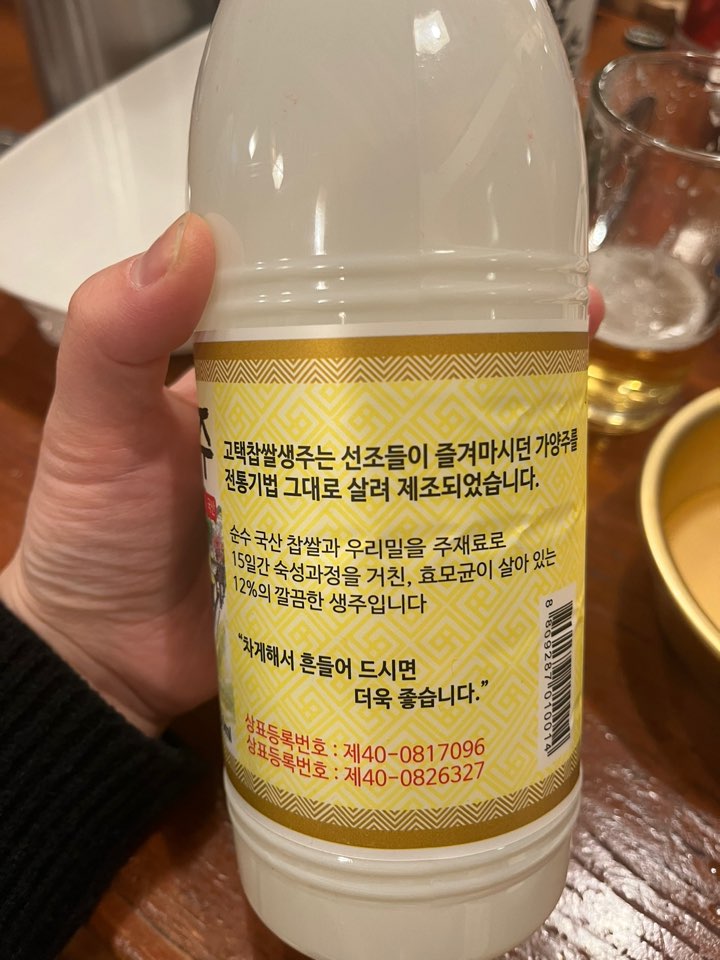 고택찹쌀생주는 선조들이 즐겨마시던 가양주를
전통기법 그대로 살려 제조되었습니다.
순수 국산 찹쌀과 우리밀을 주재료로
15일간 숙성과정을 거친, 효모균이 살아 있는
12%의 깔끔한 생주입니다
“차게해서 흔들어 드시면
더욱 좋습니다.”
상표등록번호 : 제40-0817096
상표등록번호 : 제40-0826327
8 809287 010014
주